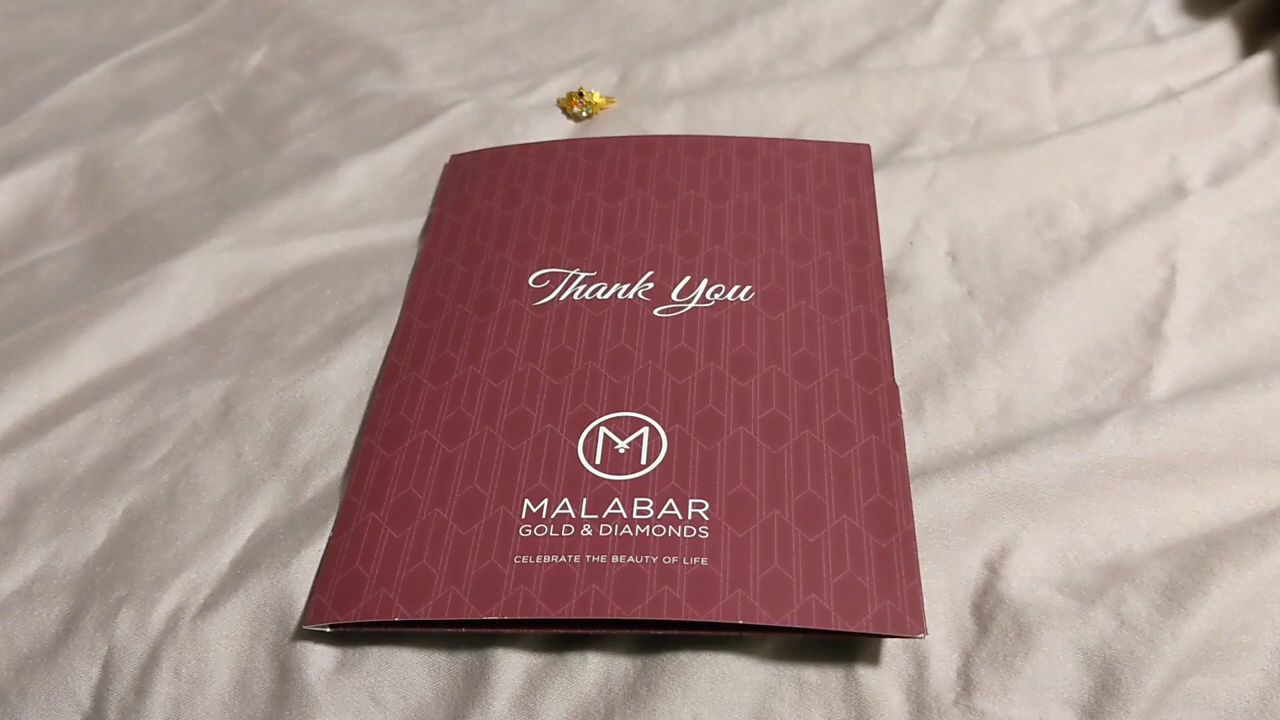 Thank You
MALABAR
GOLD & DIAMONDS
CELEBRATE THE BEAUTY OF LIFE